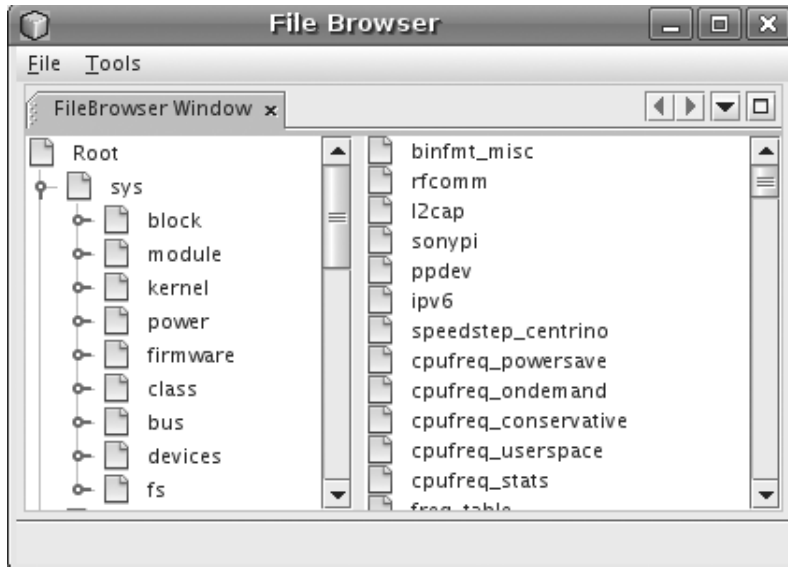 File Browser
File Tools
FileBrowser Window
Root
sys
block
module
kernel
power
firmware
class
bus
devices
fs
binfmt_misc
rfcomm
l2cap
sonypi
ppdev
ipv6
speedstep_centrino
cpufreq_powersave
cpufreq_ondemand
cpufreq_conservative
cpufreq_userspace
cpufreq_stats
freq_table